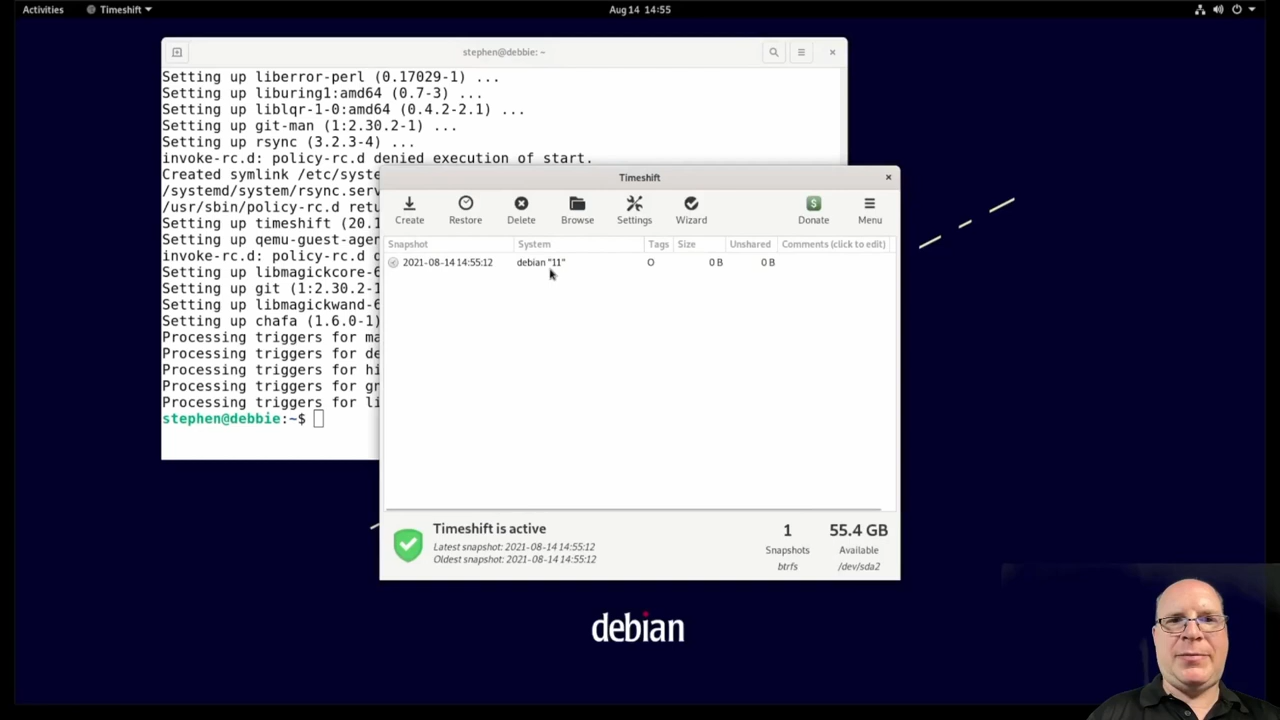 Activities Timeshift Aug 14 14:55
stephen@debbie: ~
Setting up liberror-perl (0.17029-1) ...
Setting up liburing1:amd64 (0.7-3) ...
Setting up liblqr-1-0:amd64 (0.4.2-2.1) ...
Setting up git-man (1:2.30.2-1) ...
Setting up rsync (3.2.3-4) ...
invoke-rc.d: policy-rc.d denied execution of start.
Created symlink /etc/syste
/systemd/system/rsync.serv
/usr/sbin/policy-rc.d retu
Setting up timeshift (20.1
Setting up qemu-guest-agen
invoke-rc.d: policy-rc.d d
Setting up libmagickcore-6
Setting up git (1:2.30.2-1
Setting up libmagickwand-6
Setting up chafa (1.6.0-1)
Processing triggers for ma
Processing triggers for de
Processing triggers for hi
Processing triggers for gn
Processing triggers for li
stephen@debbie:~$
Timeshift
Create Restore Delete Browse Settings Wizard Donate Menu
Snapshot System Tags Size Unshared Comments (click to edit)
2021-08-14 14:55:12 debian "11" O 0 B 0 B
Timeshift is active
Latest snapshot: 2021-08-14 14:55:12
Oldest snapshot: 2021-08-14 14:55:12
1 55.4 GB
Snapshots Available
btrfs /dev/sda2
debian